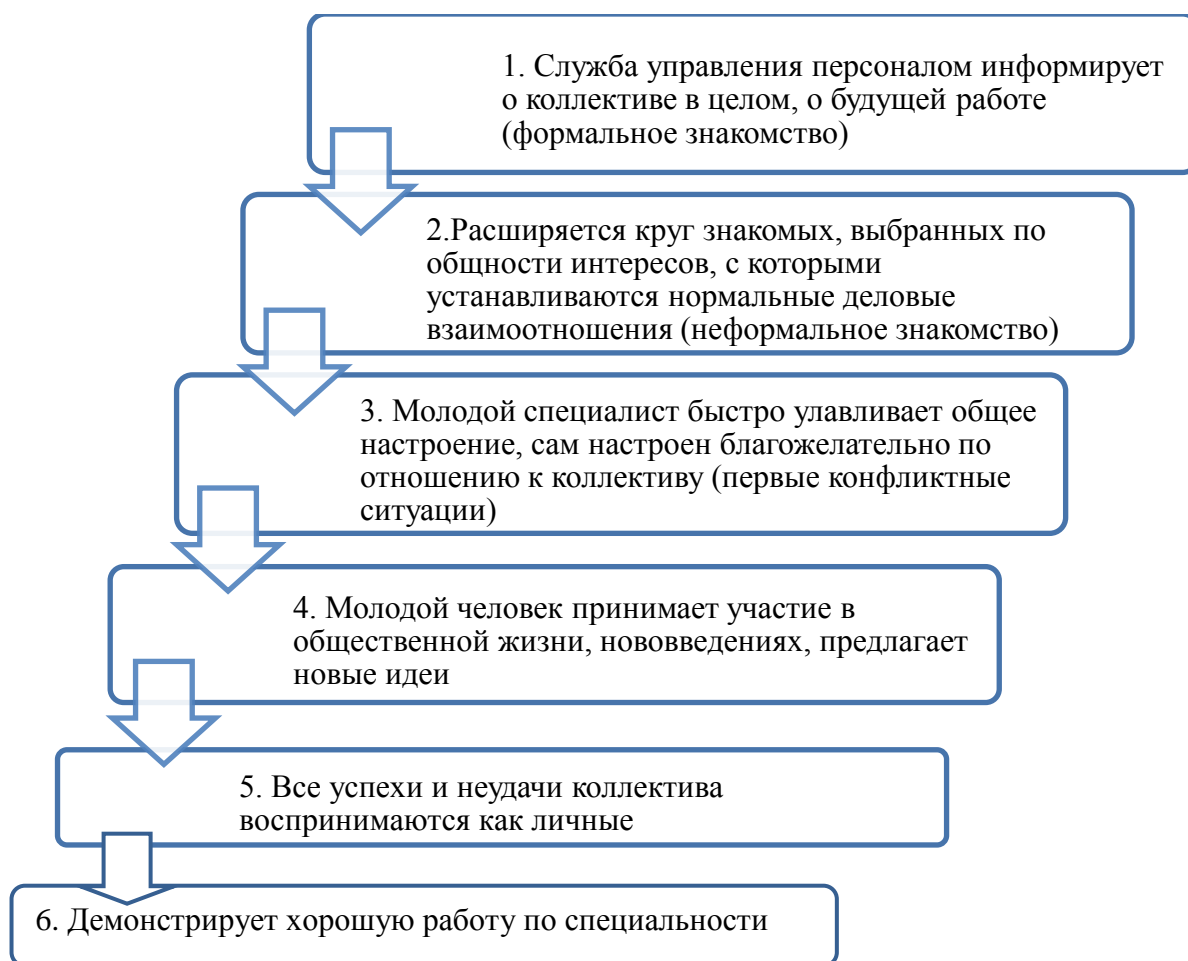 1. Служба управления персоналом информирует
о коллективе в целом, о будущей работе
(формальное знакомство)
2.Расширяется круг знакомых, выбранных по
общности интересов, с которыми
устанавливаются нормальные деловые
взаимоотношения (неформальное знакомство)
3. Молодой специалист быстро улавливает общее
настроение, сам настроен благожелательно по
отношению к коллективу (первые конфликтные
ситуации)
4. Молодой человек принимает участие в
общественной жизни, нововведениях, предлагает
новые идеи
5. Все успехи и неудачи коллектива
воспринимаются как личные
6. Демонстрирует хорошую работу по специальности